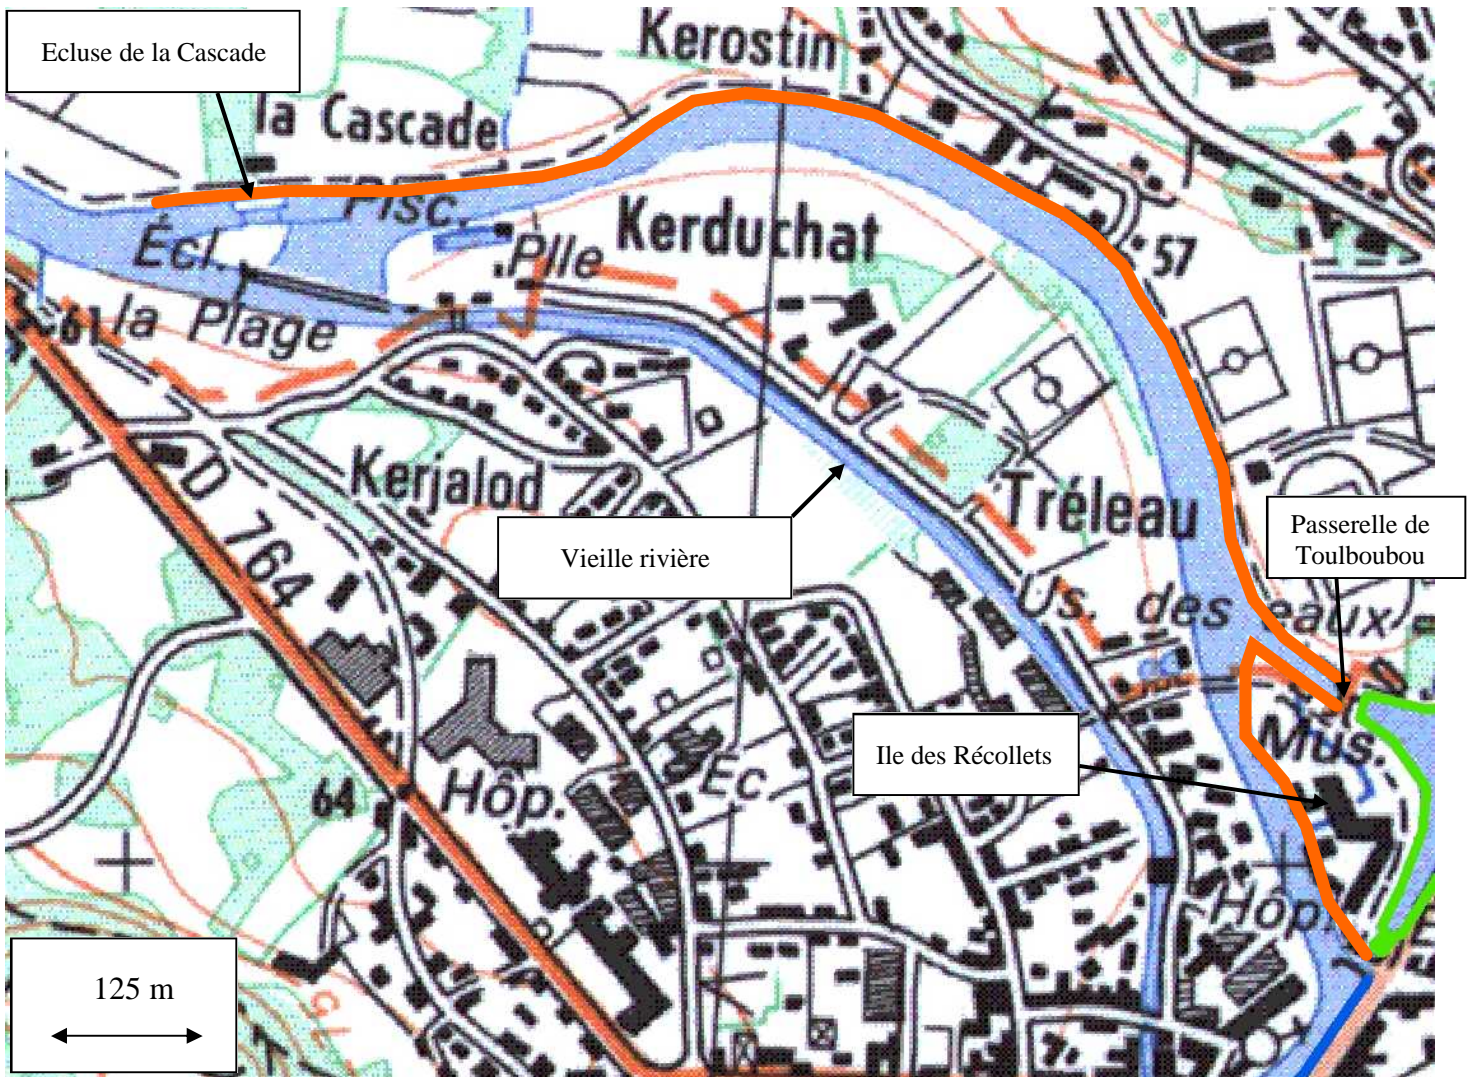 Ecluse de la Cascade
Kerostin
la Cascade
Pisc.
Kerduchat
57
Écl.
Plle
61
la Plage
Kerjalod
D 764
Tréleau
Passerelle de
Toulboubou
Vieille rivière
Us. des eaux
Ile des Récollets
Mus.
Ec
Hôp.
64
Hôp.
125 m